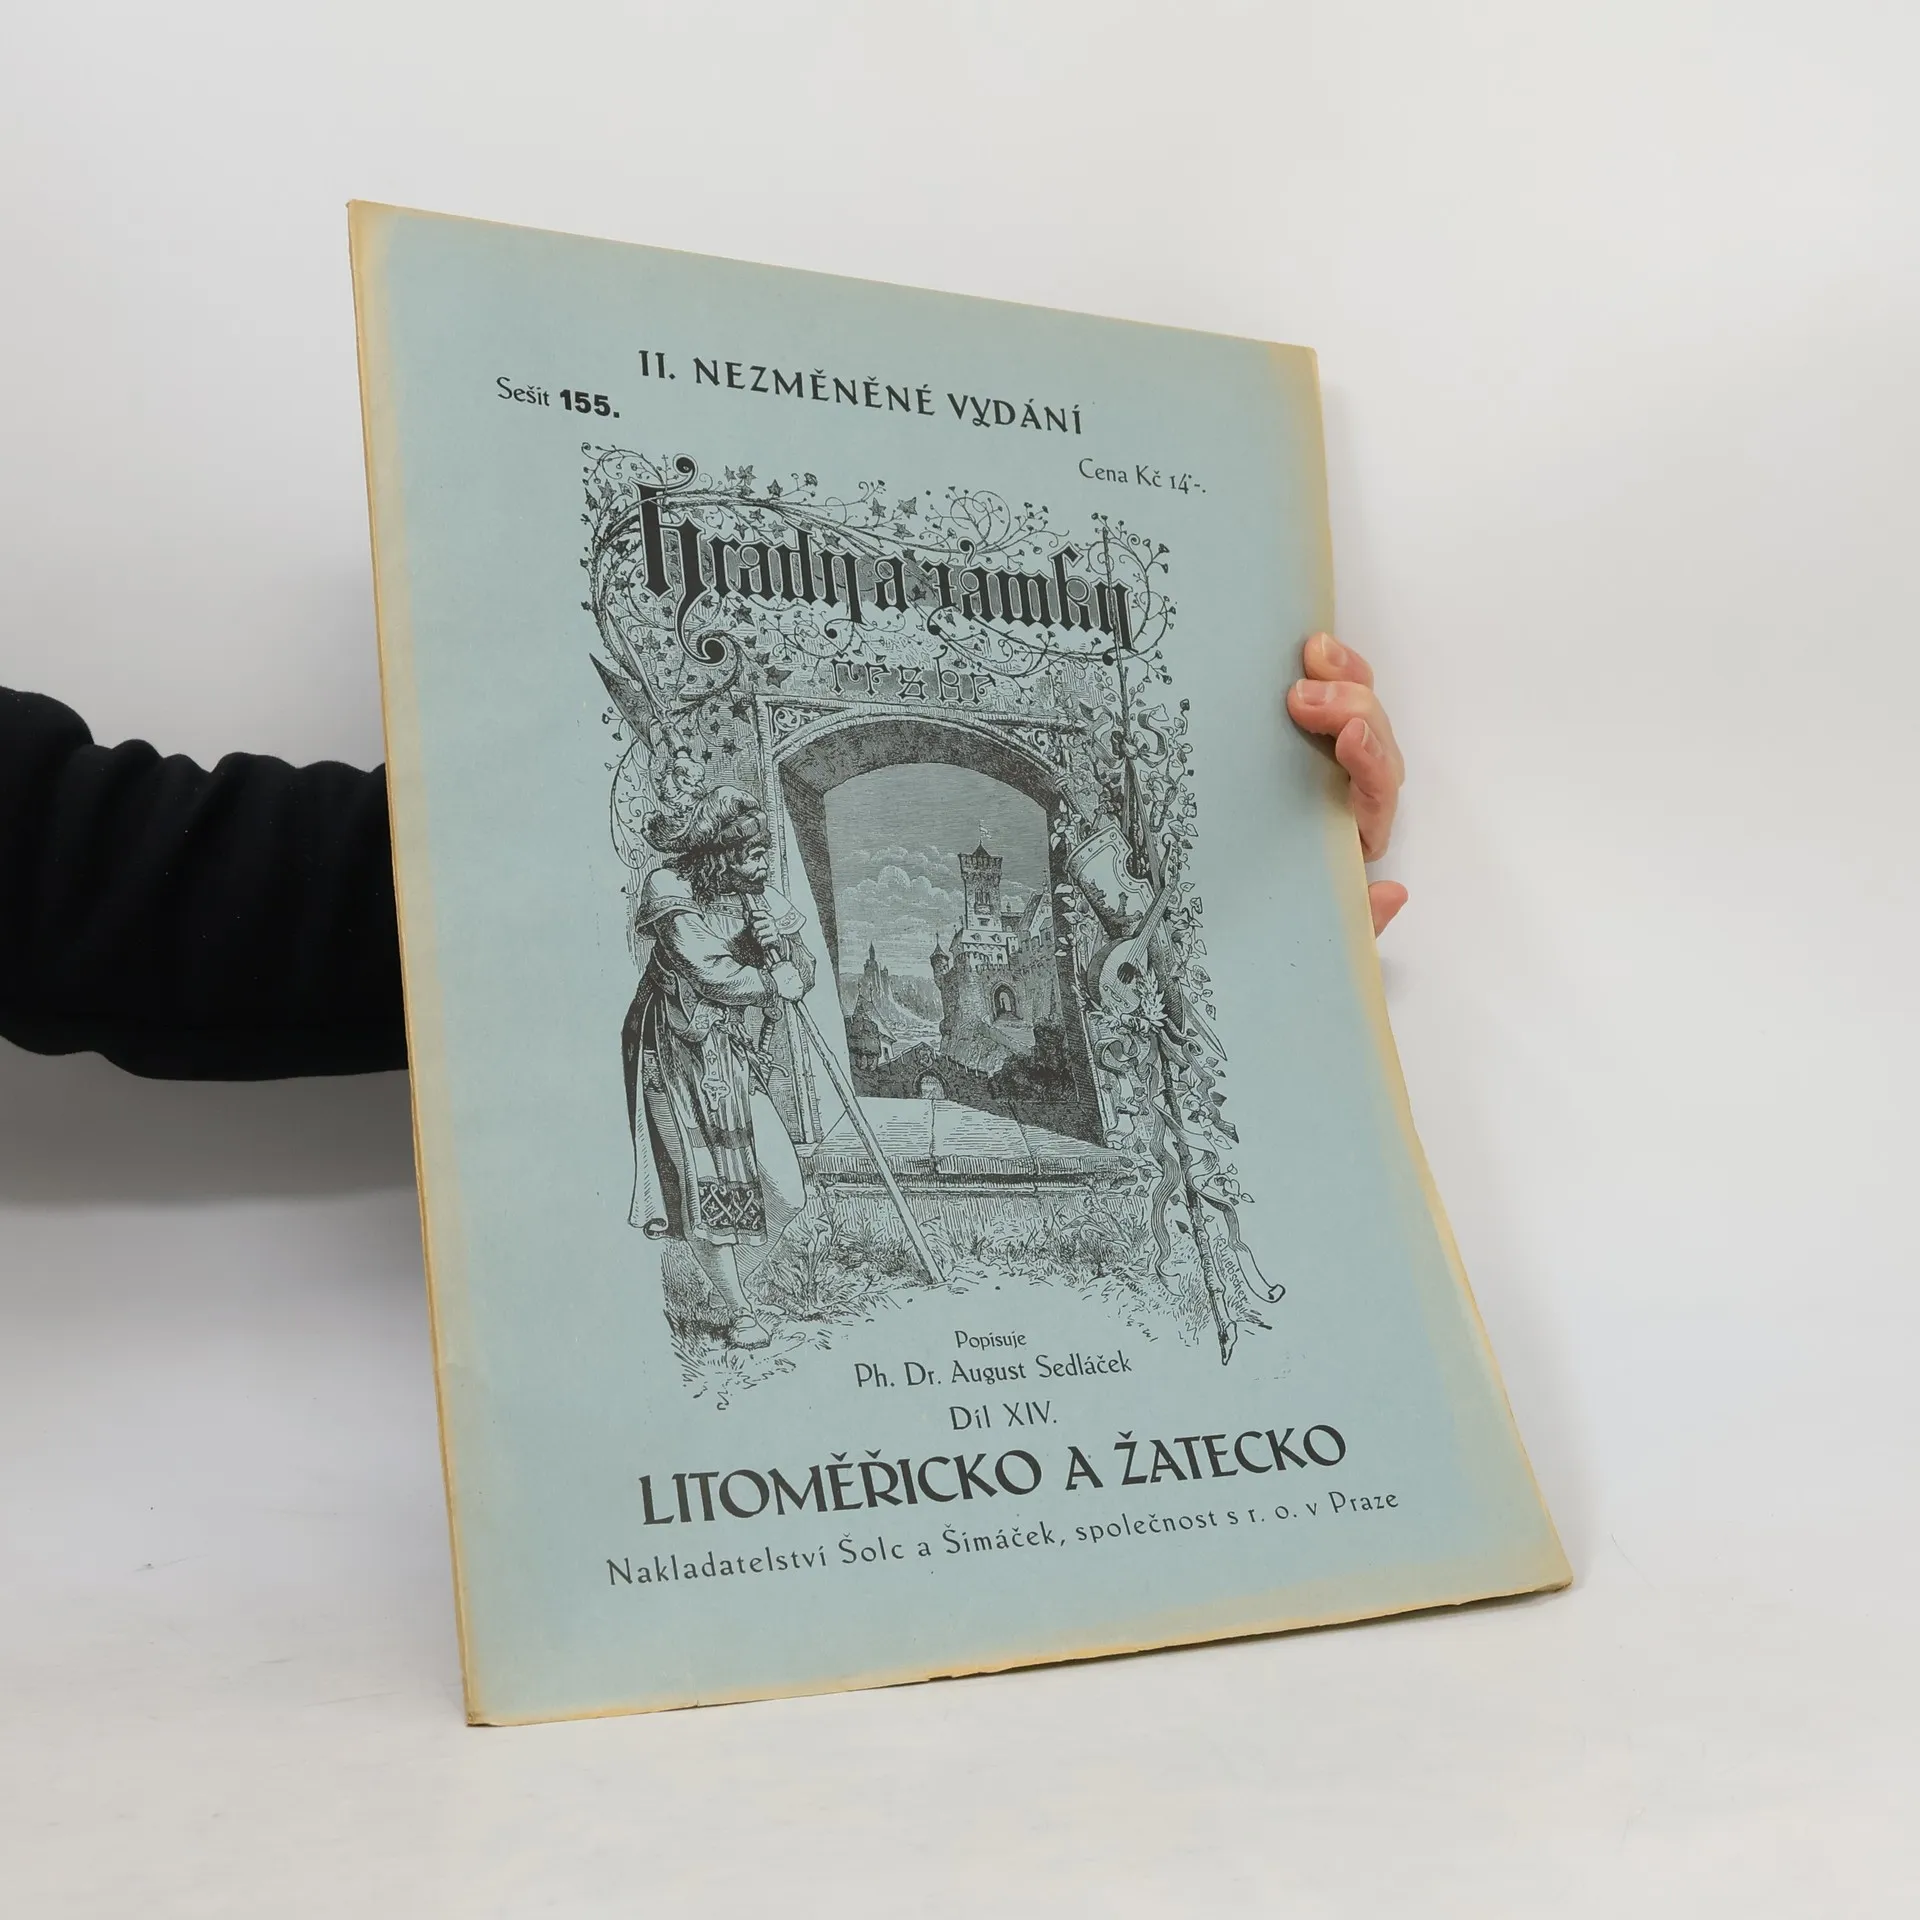 II. NEZMĚNĚNÉ VYDÁNÍ
Sešit 155.
Cena Kč 14·-.
Hrady a zámky
české
Popisuje
Ph. Dr. August Sedláček
Díl XIV.
LITOMĚŘICKO A ŽATECKO
Nakladatelství Šolc a Šimáček, společnost s r. o. v Praze